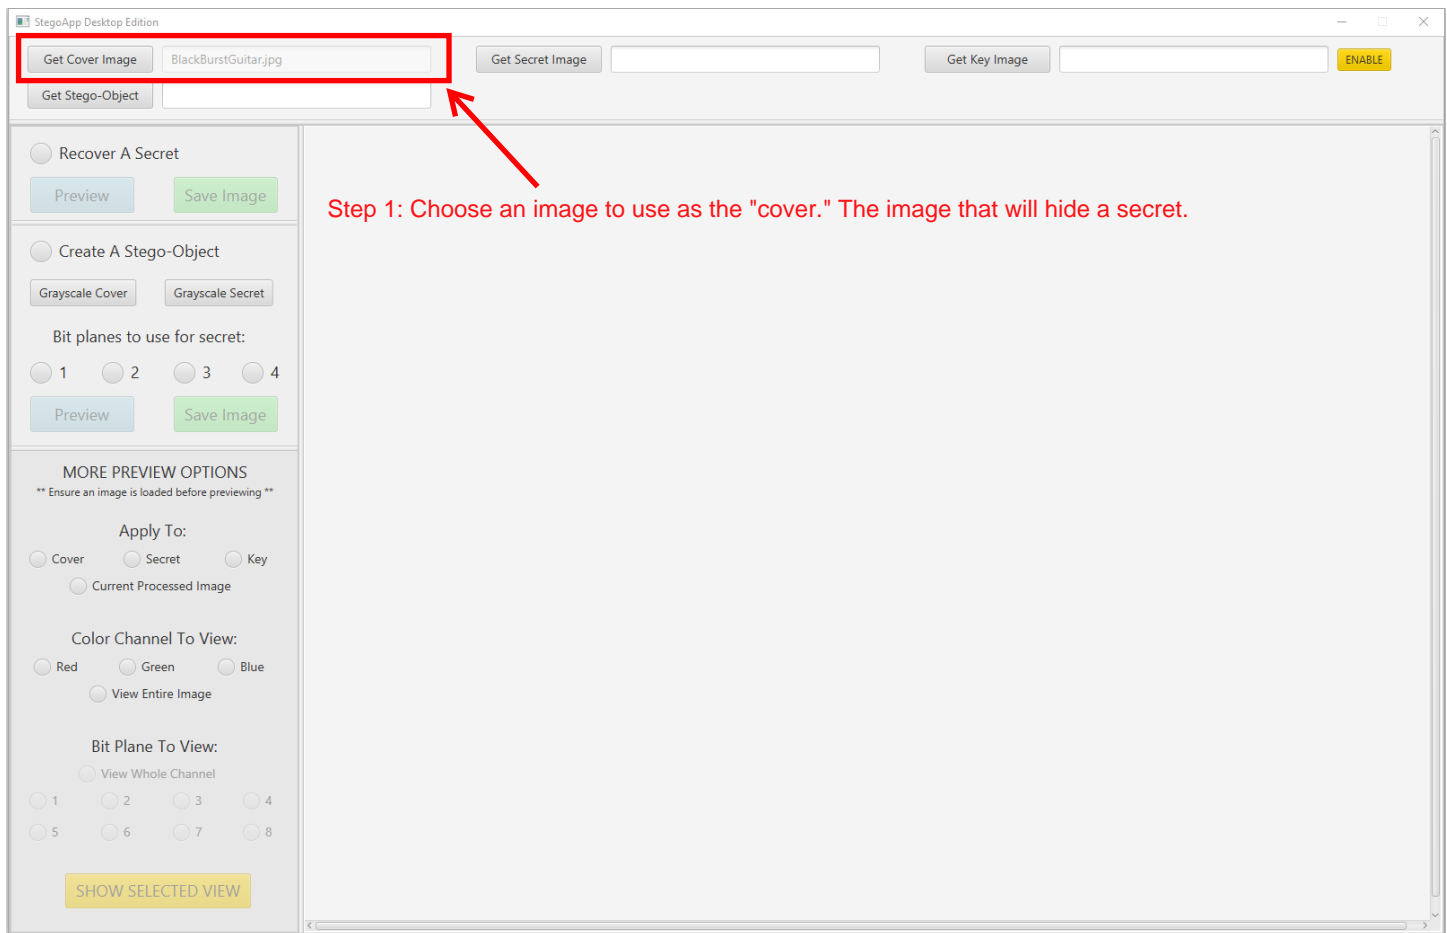 StegoApp Desktop Edition
Get Cover Image BlackBurstGuitar.jpg Get Secret Image Get Key Image ENABLE
Get Stego-Object
Recover A Secret
Preview Save Image
Step 1: Choose an image to use as the "cover." The image that will hide a secret.
Create A Stego-Object
Grayscale Cover Grayscale Secret
Bit planes to use for secret:
1 2 3 4
Preview Save Image
MORE PREVIEW OPTIONS
** Ensure an image is loaded before previewing **
Apply To:
Cover Secret Key
Current Processed Image
Color Channel To View:
Red Green Blue
View Entire Image
Bit Plane To View:
View Whole Channel
1 2 3 4
5 6 7 8
SHOW SELECTED VIEW